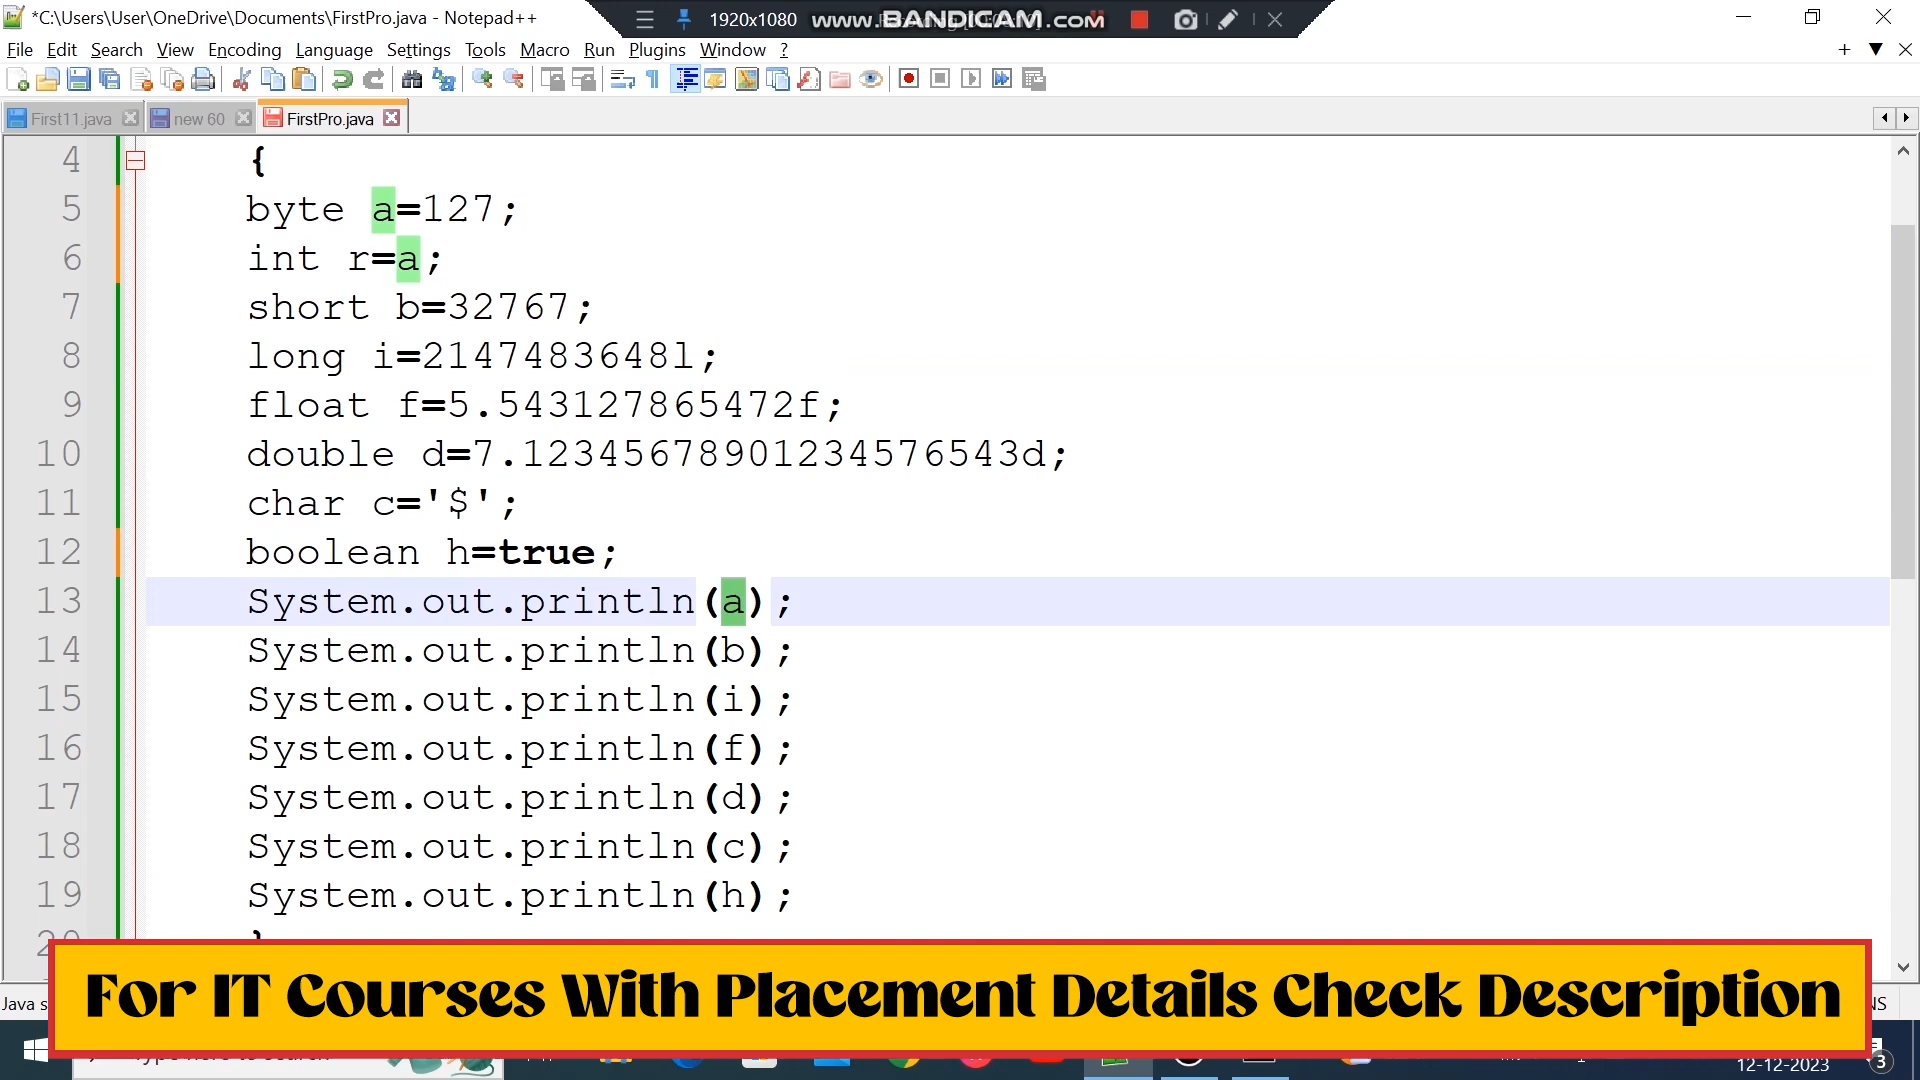 *C:\Users\User\OneDrive\Documents\FirstPro.java - Notepad++
1920x1080
www.BANDICAM.com
File Edit Search View Encoding Language Settings Tools Macro Run Plugins Window ?
First11.java new 60 FirstPro.java
4 {
5 byte a=127;
6 int r=a;
7 short b=32767;
8 long i=2147483648l;
9 float f=5.543127865472f;
10 double d=7.12345678901234576543d;
11 char c='$';
12 boolean h=true;
13 System.out.println(a);
14 System.out.println(b);
15 System.out.println(i);
16 System.out.println(f);
17 System.out.println(d);
18 System.out.println(c);
19 System.out.println(h);
20 }
Java s
For IT Courses With Placement Details Check Description
12-12-2023
3